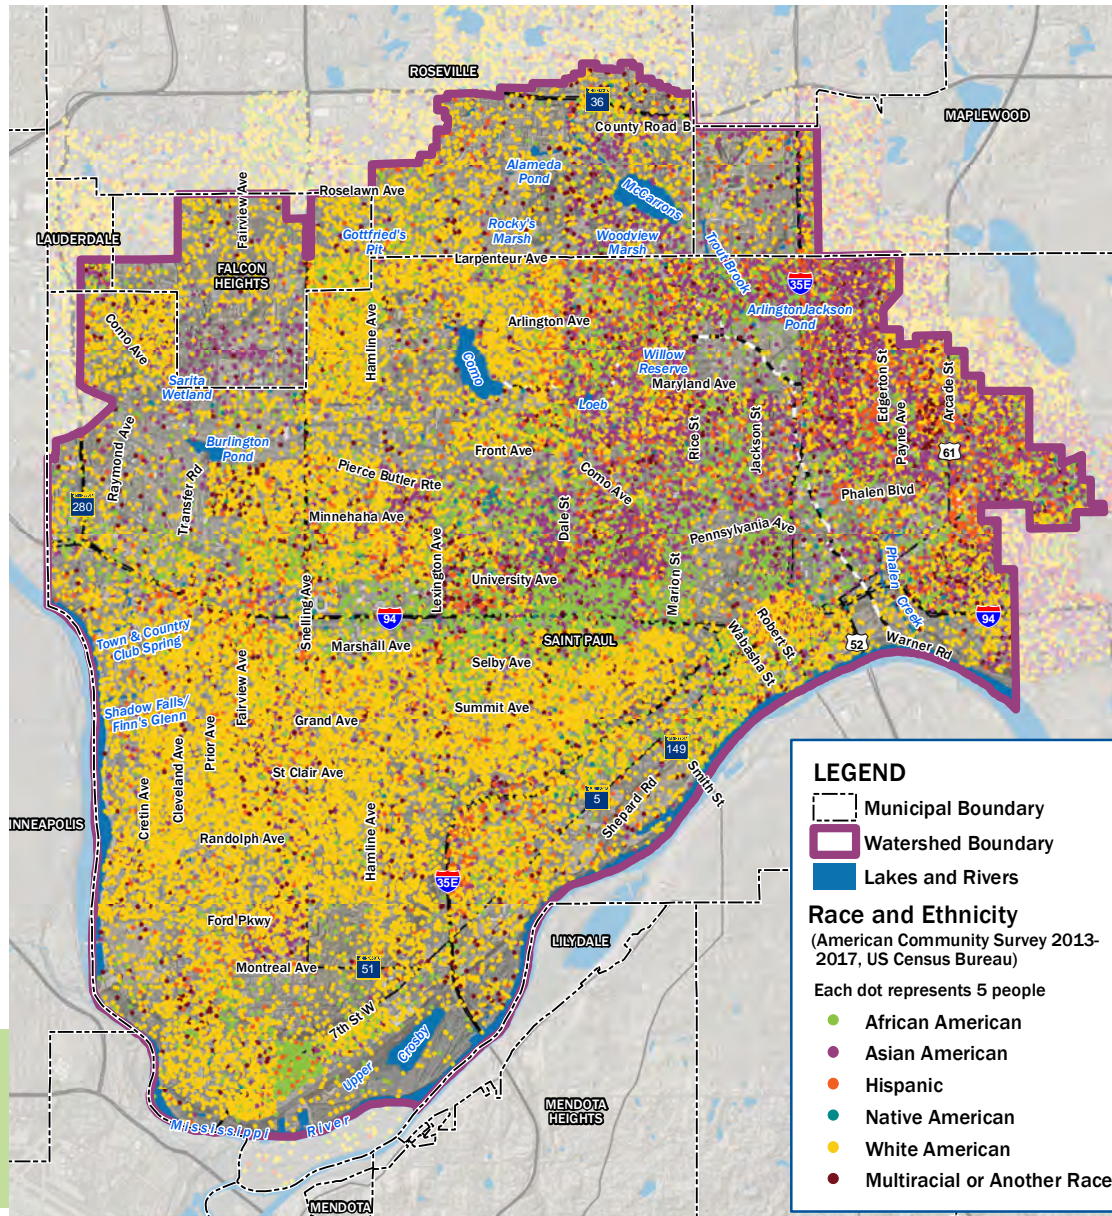 ROSEVILLE
36
MAPLEWOOD
County Road B
Alameda
Pond
McCarrons
Fairview Ave
Roselawn Ave
Gottfried's
Pit
Rocky's
Marsh
Woodview
Marsh
Trout Brook
LAUDERDALE
Larpenteur Ave
FALCON
HEIGHTS
35E
ArlingtonJackson
Pond
Como Ave
Hamline Ave
Arlington Ave
Como
Willow
Reserve
Maryland Ave
Edgerton St
Arcade St
Sarita
Wetland
Loeb
Payne Ave
Raymond Ave
Burlington
Pond
Front Ave
Rice St
Jackson St
61
Transfer Rd
Pierce Butler Rte
Como Ave
280
Phalen Blvd
Minnehaha Ave
Dale St
Pennsylvania Ave
Lexington Ave
University Ave
Marion St
Phalen
Creek
Snelling Ave
94
94
Town & Country
Club Spring
Marshall Ave
SAINT PAUL
Robert St
Wabasha St
52
Warner Rd
Selby Ave
Fairview Ave
Shadow Falls/
Finn's Glenn
Prior Ave
Summit Ave
Grand Ave
Cleveland Ave
149
Cretin Ave
St Clair Ave
Smith St
5
Shepard Rd
INNEAPOLIS
Randolph Ave
Hamline Ave
35E
Ford Pkwy
LILYDALE
Montreal Ave
51
7th St W
Crosby
Upper
Mississippi River
MENDOTA
HEIGHTS
MENDOTA
LEGEND
Municipal Boundary
Watershed Boundary
Lakes and Rivers
Race and Ethnicity
(American Community Survey 2013-
2017, US Census Bureau)
Each dot represents 5 people
African American
Asian American
Hispanic
Native American
White American
Multiracial or Another Race